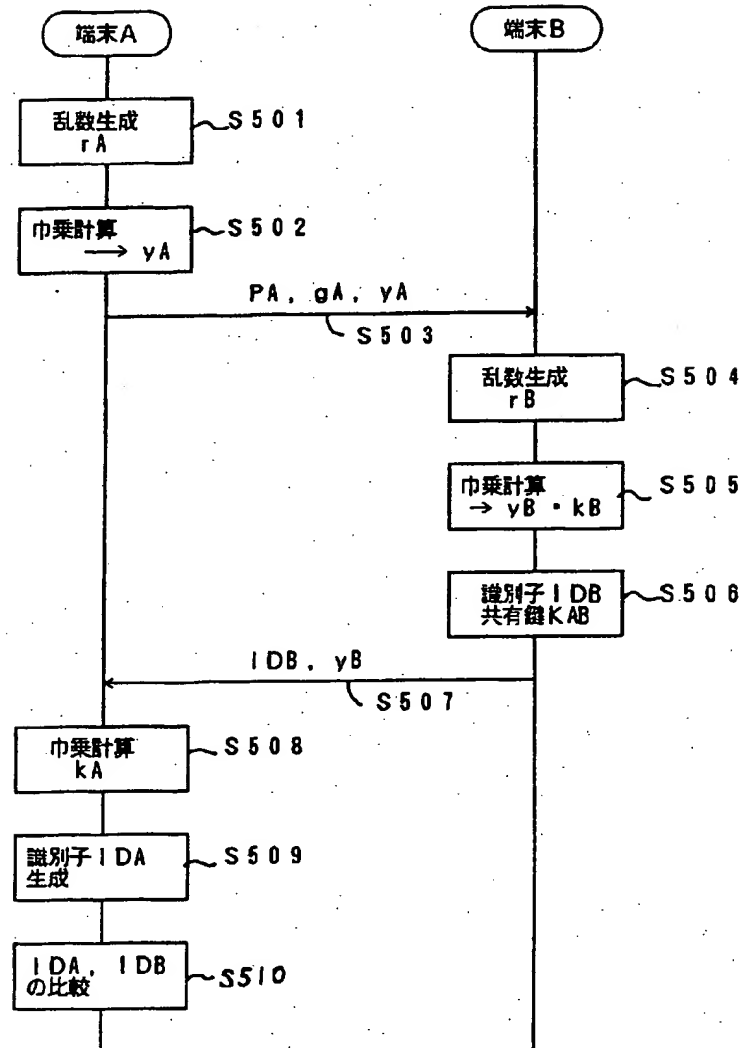 端末A
端末B
乱数生成
rA
S501
巾乗計算
→ yA
S502
PA, gA, yA
S503
乱数生成
rB
S504
巾乗計算
→ yB・kB
S505
識別子IDB
共有鍵KAB
S506
IDB, yB
S507
巾乗計算
kA
S508
識別子IDA
生成
S509
IDA, IDB
の比較
S510